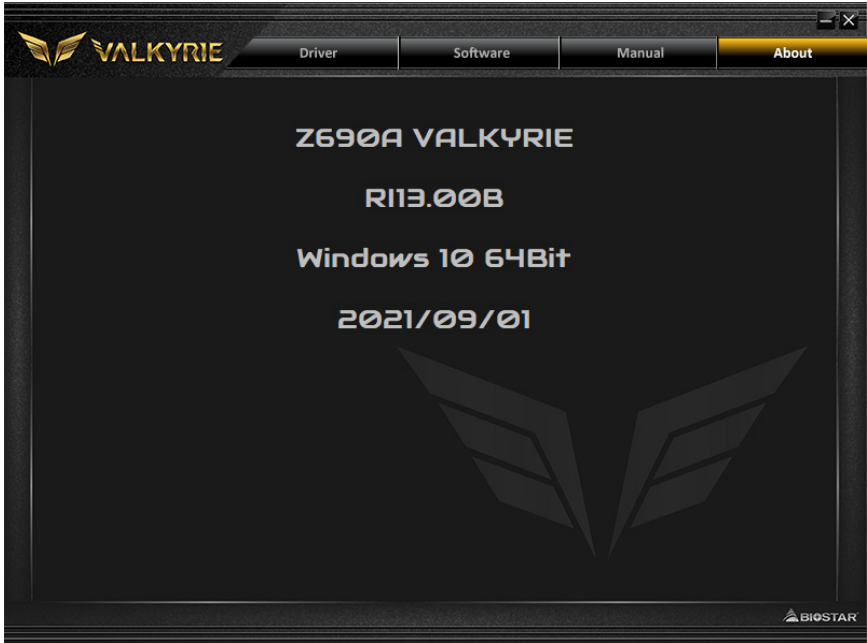 VALKYRIE
Driver Software Manual About
Z690A VALKYRIE
RI13.00B
Windows 10 64Bit
2021/09/01
BIOSTAR